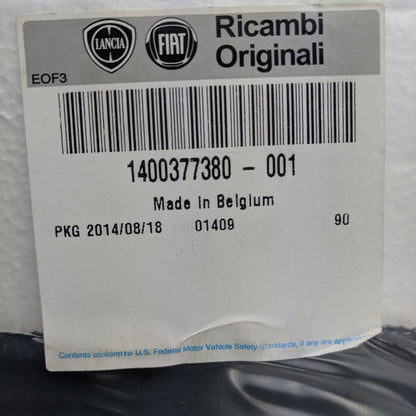 LANCIA FIAT Ricambi
Originali
EOF3
1400377380 - 001
Made in Belgium
PKG 2014/08/18 01409 90
Contents conform to U.S. Federal Motor Vehicle Safety Standards, if any are